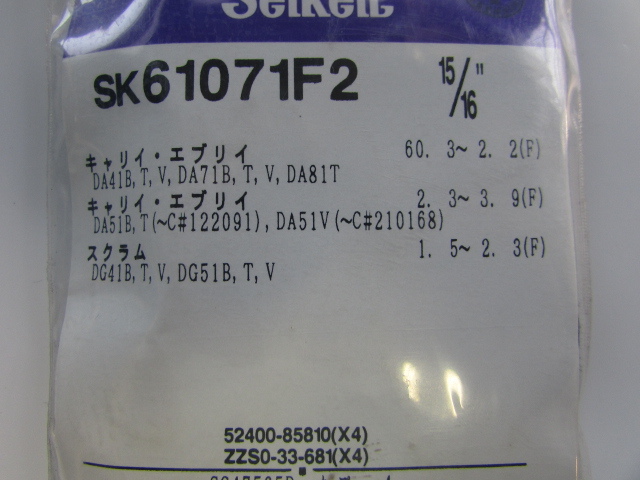 Seiken
SK61071F2 15/16"
キャリイ・エブリイ 60. 3~ 2. 2(F)
DA41B,T,V,DA71B,T,V,DA81T
キャリイ・エブリイ 2. 3~ 3. 9(F)
DA51B,T(~C#122091),DA51V(~C#210168)
スクラム 1. 5~ 2. 3(F)
DG41B,T,V,DG51B,T,V
52400-85810(X4)
ZZS0-33-681(X4)